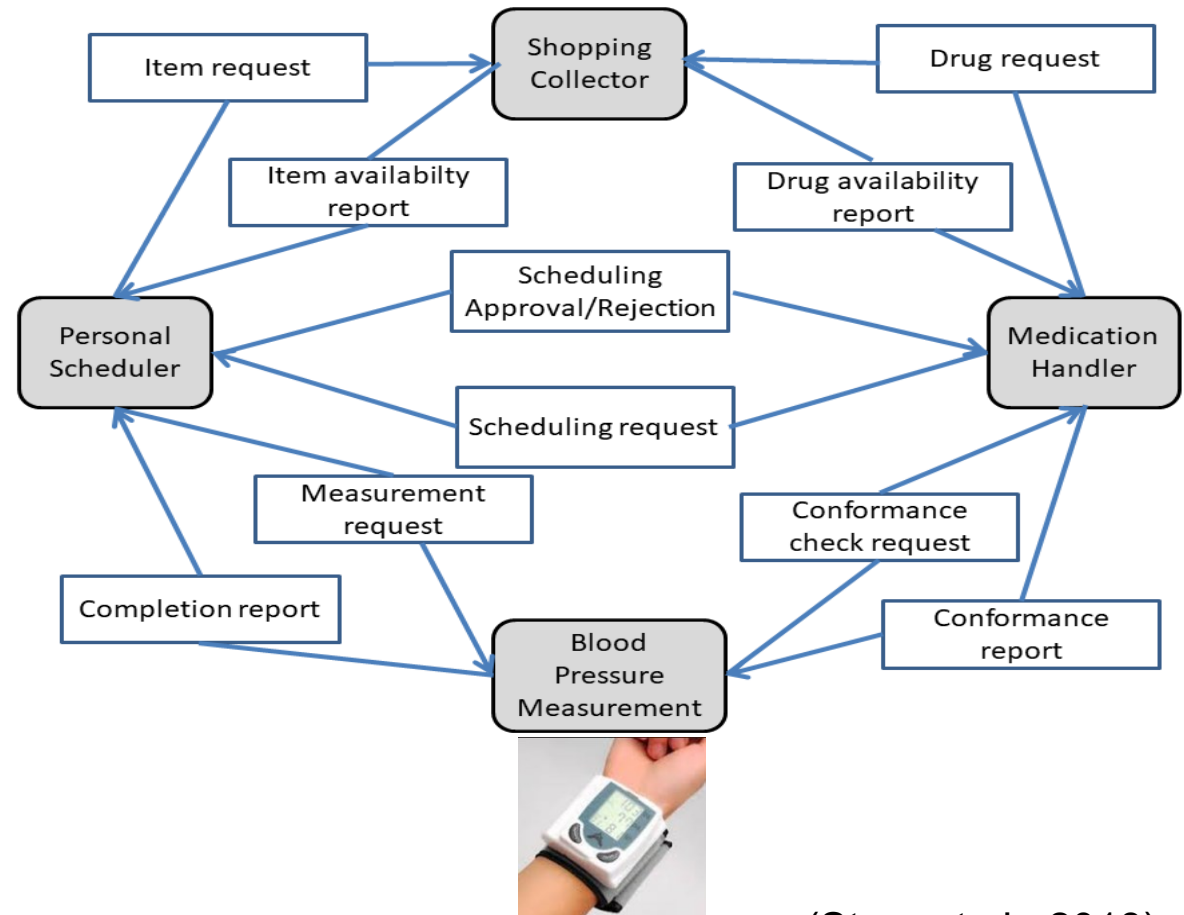 Shopping
Collector
Item request
Drug request
Item availabilty
report
Drug availability
report
Scheduling
Approval/Rejection
Personal
Scheduler
Medication
Handler
Scheduling request
Measurement
request
Conformance
check request
Completion report
Conformance
report
Blood
Pressure
Measurement